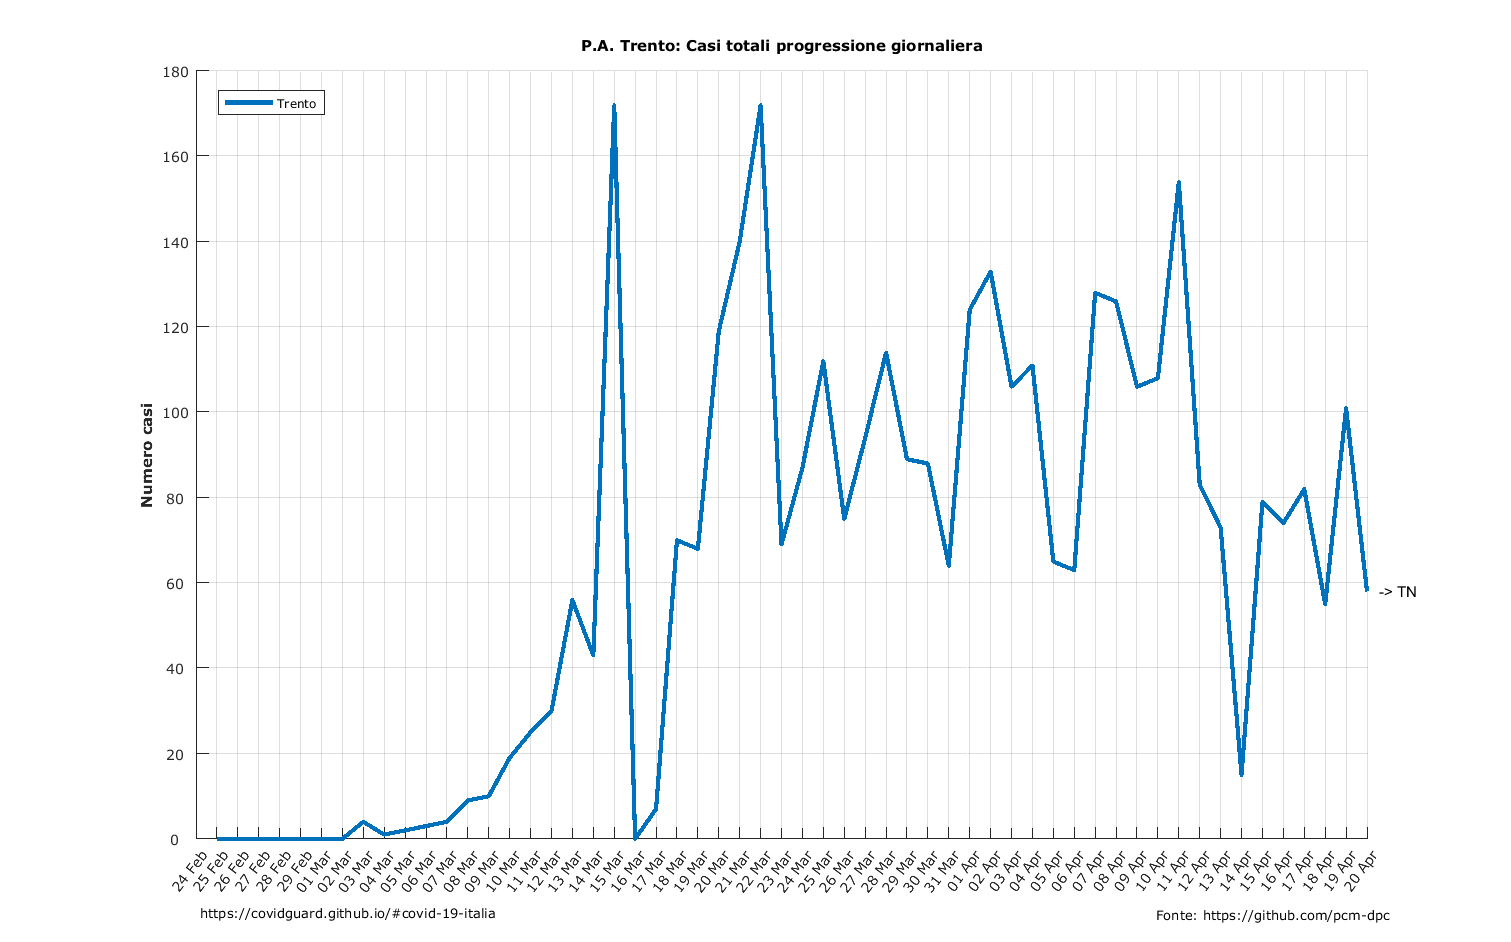 P.A. Trento: Casi totali progressione giornaliera
Trento
Numero casi
180
160
140
120
100
80
60
40
20
0
24 Feb
25 Feb
26 Feb
27 Feb
28 Feb
29 Feb
01 Mar
02 Mar
03 Mar
04 Mar
05 Mar
06 Mar
07 Mar
08 Mar
09 Mar
10 Mar
11 Mar
12 Mar
13 Mar
14 Mar
15 Mar
16 Mar
17 Mar
18 Mar
19 Mar
20 Mar
21 Mar
22 Mar
23 Mar
24 Mar
25 Mar
26 Mar
27 Mar
28 Mar
29 Mar
30 Mar
31 Mar
01 Apr
02 Apr
03 Apr
04 Apr
05 Apr
06 Apr
07 Apr
08 Apr
09 Apr
10 Apr
11 Apr
12 Apr
13 Apr
14 Apr
15 Apr
16 Apr
17 Apr
18 Apr
19 Apr
20 Apr
-> TN
https://covidguard.github.io/#covid-19-italia
Fonte: https://github.com/pcm-dpc